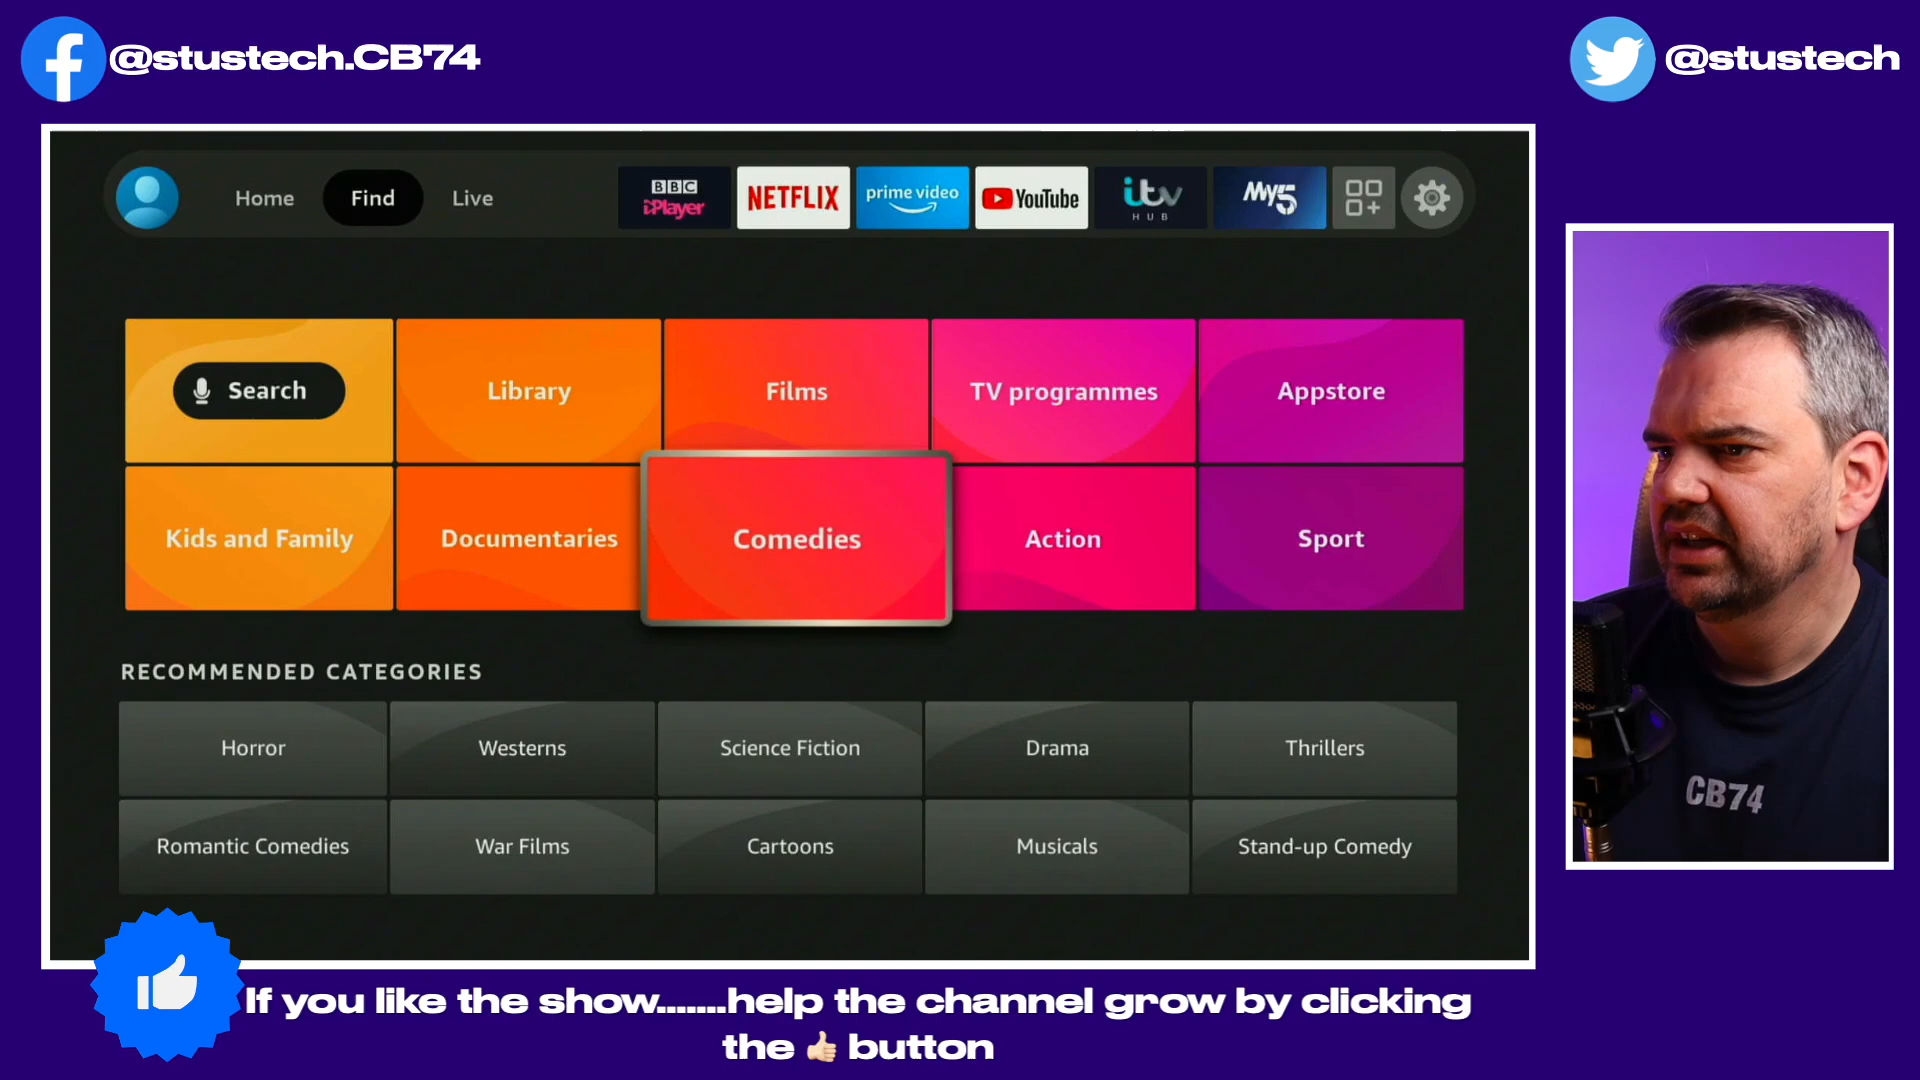 @stustech.CB74
@stustech
Home Find Live
BBC
iPlayer
NETFLIX
prime video
YouTube
itv
HUB
My5
Search Library Films TV programmes Appstore
Kids and Family Documentaries Comedies Action Sport
RECOMMENDED CATEGORIES
Horror Westerns Science Fiction Drama Thrillers
Romantic Comedies War Films Cartoons Musicals Stand-up Comedy
CB74
If you like the show.......help the channel grow by clicking
the 👍🏻 button